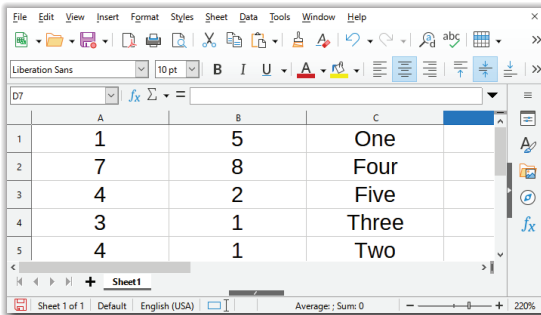 File Edit View Insert Format Styles Sheet Data Tools Window Help
Liberation Sans 10 pt B I U A
D7 fx Σ =
A B C
1 1 5 One
2 7 8 Four
3 4 2 Five
4 3 1 Three
5 4 1 Two
Sheet1
Sheet 1 of 1 Default English (USA) Average: ; Sum: 0 220%